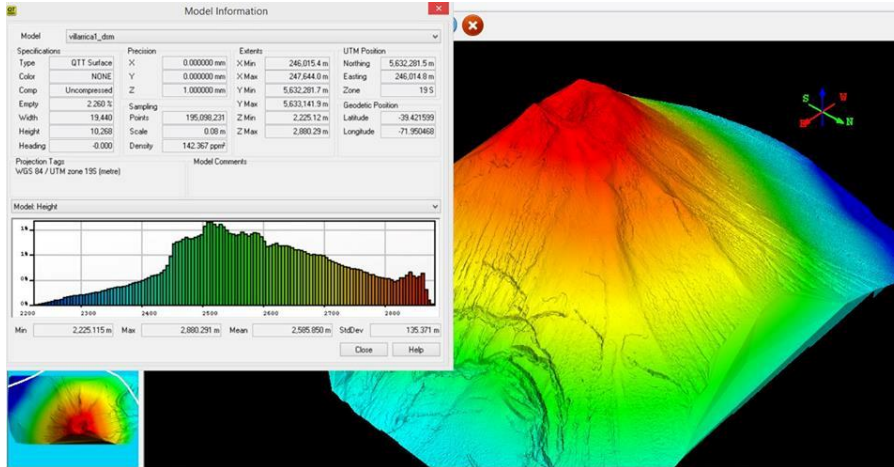 QTT
Model Information
Model villarrica1_dsm
Specifications
Type QTT Surface
Color NONE
Comp Uncompressed
Empty 2.260 %
Width 19,440
Height 10,268
Heading -0.000
Precision
X 0.000000 mm
Y 0.000000 mm
Z 1.000000 mm
Sampling
Points 195,098,231
Scale 0.08 m
Density 142.367 ppm²
Extents
X Min 246,015.4 m
X Max 247,644.0 m
Y Min 5,632,281.7 m
Y Max 5,633,141.9 m
Z Min 2,225.12 m
Z Max 2,880.29 m
UTM Position
Northing 5,632,281.5 m
Easting 246,014.8 m
Zone 19 S
Geodetic Position
Latitude -39.421599
Longitude -71.950468
Projection Tags
WGS 84 / UTM zone 19S (metre)
Model Comments
Model: Height
2200 2300 2400 2500 2600 2700 2800
Min 2,225.115 m Max 2,880.291 m Mean 2,585.850 m StdDev 135.371 m
Close Help
S W
E N